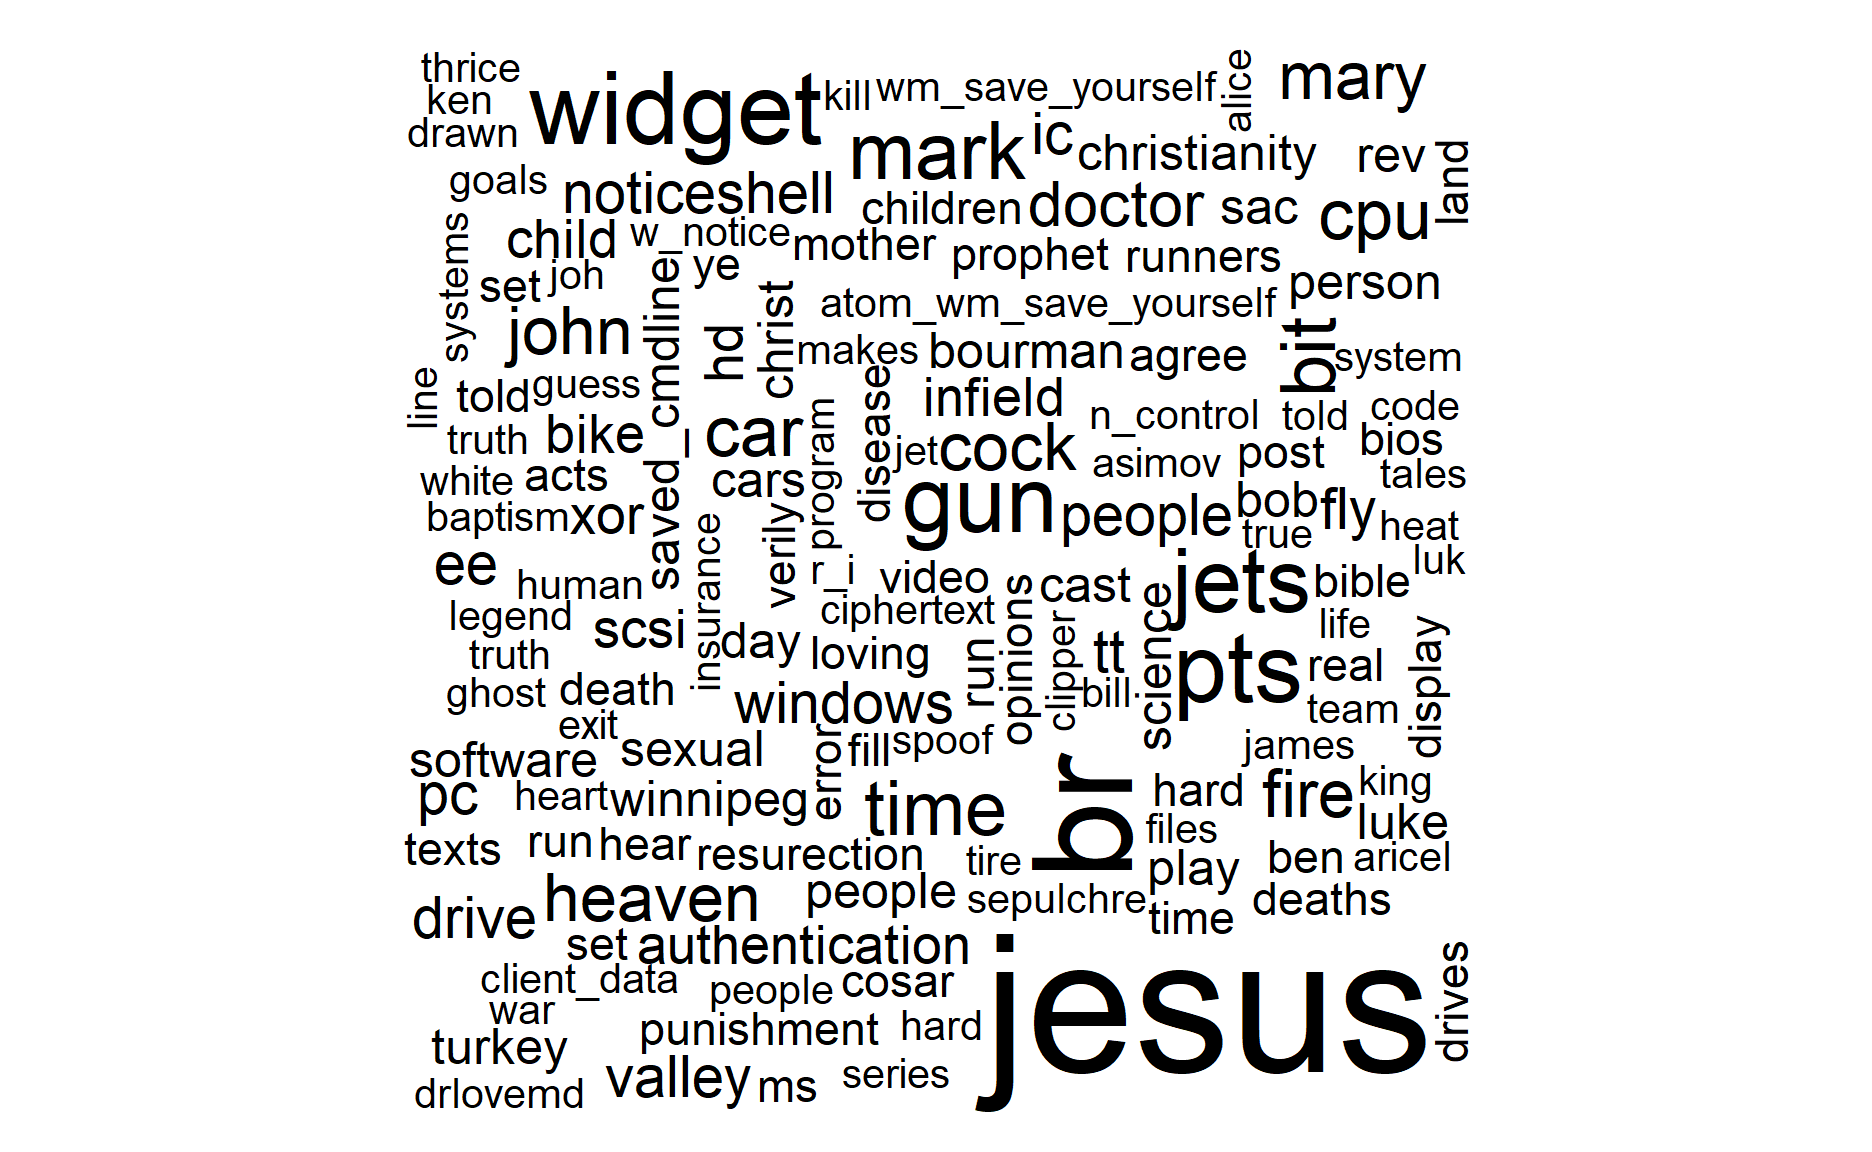 thrice
ken
drawn
widget
kill
wm_save_yourself
alice
mary
mark
ic
christianity
rev
land
goals
noticeshell
children
doctor
sac
cpu
systems
child
w_notice
mother
prophet
runners
person
set
joh
ye
saved_cmdline
hd
christ
atom_wm_save_yourself
john
makes
bourman
agree
bit
system
line
told
guess
disease
infield
n_control
told
code
truth
bike
car
program
jet
cock
asimov
post
bios
white
acts
cars
tales
baptism
xor
insurance
verily
gun
people
bob
fly
true
heat
ee
human
r_i
video
opinions
cast
science
jets
bible
luk
legend
scsi
ciphertext
clipper
life
display
truth
day
loving
run
tt
pts
real
ghost
death
windows
bill
team
exit
software
sexual
error
fill
spoof
james
pc
heart
winnipeg
time
br
hard
fire
king
files
luke
texts
run
hear
resurection
tire
play
ben
aricel
drive
heaven
people
sepulchre
time
deaths
set
authentication
jesus
drives
client_data
people
cosar
war
punishment
hard
turkey
valley
ms
series
drlovemd